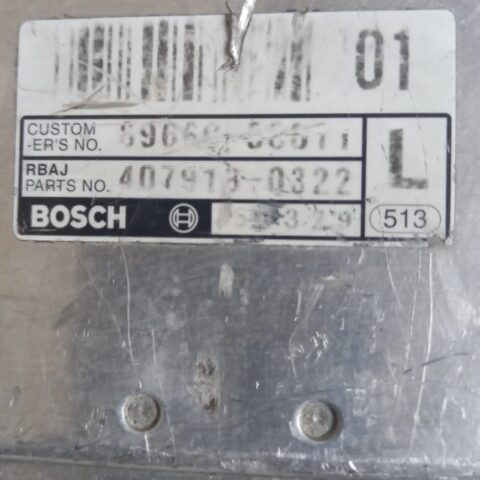 01
CUSTOM
-ER'S NO.
L
RBAJ
PARTS NO. 407913-0322
BOSCH 513